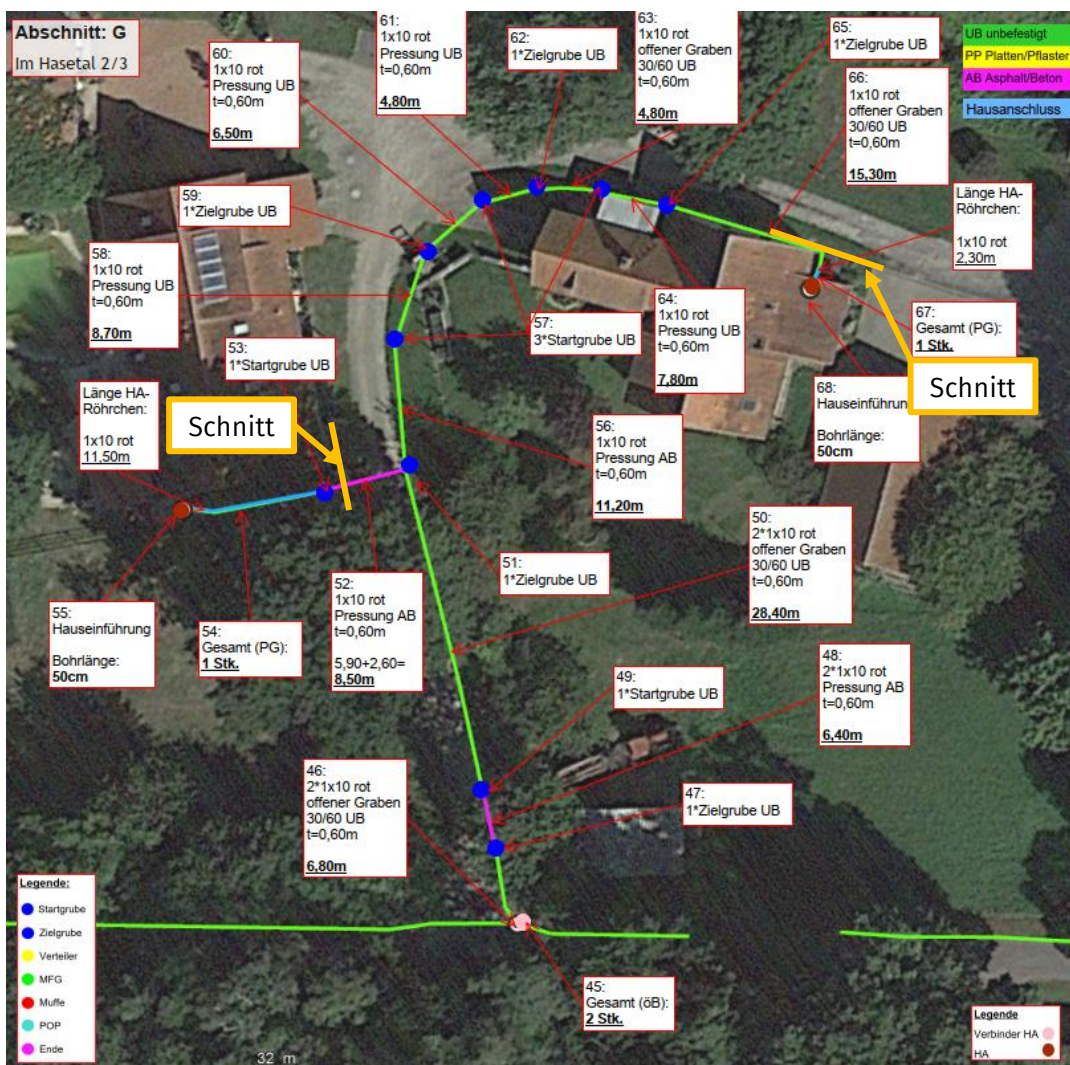 Abschnitt: G
Im Hasetal 2/3
60:
1x10 rot
Pressung UB
t=0,60m
6,50m
61:
1x10 rot
Pressung UB
t=0,60m
4,80m
62:
1*Zielgrube UB
63:
1x10 rot
offener Graben
30/60 UB
t=0,60m
4,80m
65:
1*Zielgrube UB
66:
1x10 rot
offener Graben
30/60 UB
t=0,60m
15,30m
UB unbefestigt
PP Platten/Pflaster
AB Asphalt/Beton
Hausanschluss
59:
1*Zielgrube UB
58:
1x10 rot
Pressung UB
t=0,60m
8,70m
53:
1*Startgrube UB
57:
3*Startgrube UB
64:
1x10 rot
Pressung UB
t=0,60m
7,80m
Länge HA-
Röhrchen:
1x10 rot
2,30m
67:
Gesamt (PG):
1 Stk.
68:
Hauseinführung
Bohrlänge:
50cm
Schnitt
Länge HA-
Röhrchen:
1x10 rot
11,50m
Schnitt
56:
1x10 rot
Pressung AB
t=0,60m
11,20m
50:
2*1x10 rot
offener Graben
30/60 UB
t=0,60m
28,40m
51:
1*Zielgrube UB
55:
Hauseinführung
Bohrlänge:
50cm
54:
Gesamt (PG):
1 Stk.
52:
1x10 rot
Pressung AB
t=0,60m
5,90+2,60=
8,50m
49:
1*Startgrube UB
48:
2*1x10 rot
Pressung AB
t=0,60m
6,40m
46:
2*1x10 rot
offener Graben
30/60 UB
t=0,60m
6,80m
47:
1*Zielgrube UB
45:
Gesamt (öB):
2 Stk.
Legende:
Startgrube
Zielgrube
Verteiler
MFG
Muffe
POP
Ende
32 m
Legende
Verbinder HA
HA